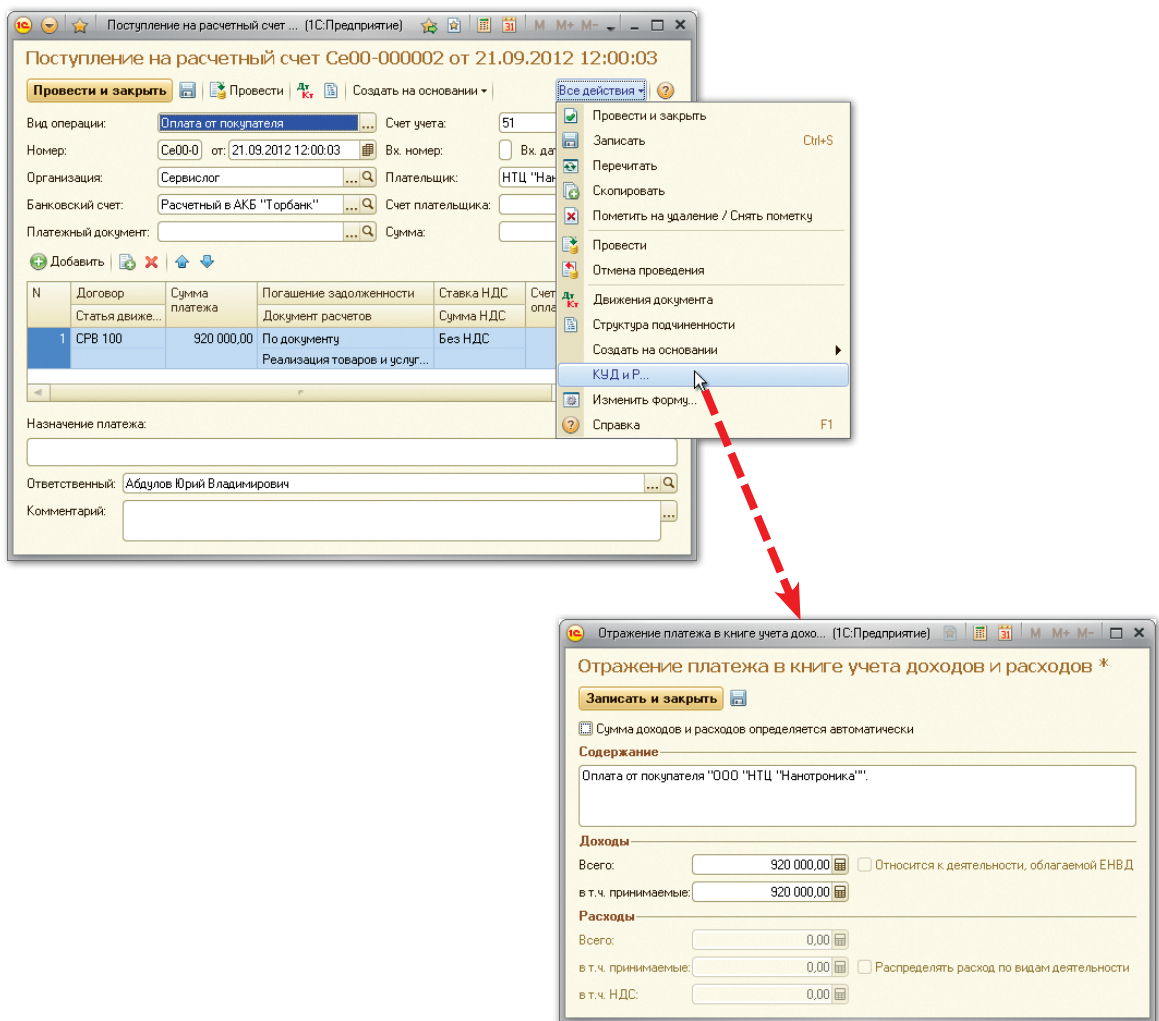 Поступление на расчетный счет ... (1С:Предприятие) M M+ M-
Поступление на расчетный счет Се00-000002 от 21.09.2012 12:00:03
Провести и закрыть Провести Создать на основании Все действия
Вид операции: Оплата от покупателя ... Счет учета: 51
Номер: Се00-0 от: 21.09.2012 12:00:03 Вх. номер: Вх. да
Организация: Сервислог ... Плательщик: НТЦ "Нан
Банковский счет: Расчетный в АКБ "Торбанк" ... Счет плательщика:
Платежный документ: ... Сумма:
Добавить
N Договор Сумма платежа Погашение задолженности Ставка НДС Счет
Статья движе... Документ расчетов Сумма НДС опла
1 СРВ 100 920 000,00 По документу Без НДС
Реализация товаров и услуг...
Назначение платежа:
Ответственный: Абдулов Юрий Владимирович ...
Комментарий: ...
Провести и закрыть
Записать Ctrl+S
Перечитать
Скопировать
Пометить на удаление / Снять пометку
Провести
Отмена проведения
Дт Кт Движения документа
Структура подчиненности
Создать на основании
КУД и Р...
Изменить форму...
Справка F1
Отражение платежа в книге учета дохо... (1С:Предприятие) M M+ M-
Отражение платежа в книге учета доходов и расходов *
Записать и закрыть
Сумма доходов и расходов определяется автоматически
Содержание
Оплата от покупателя "ООО "НТЦ "Нанотроника"".
Доходы
Всего: 920 000,00 Относится к деятельности, облагаемой ЕНВД
в т.ч. принимаемые: 920 000,00
Расходы
Всего: 0,00
в т.ч. принимаемые: 0,00 Распределять расход по видам деятельности
в т.ч. НДС: 0,00